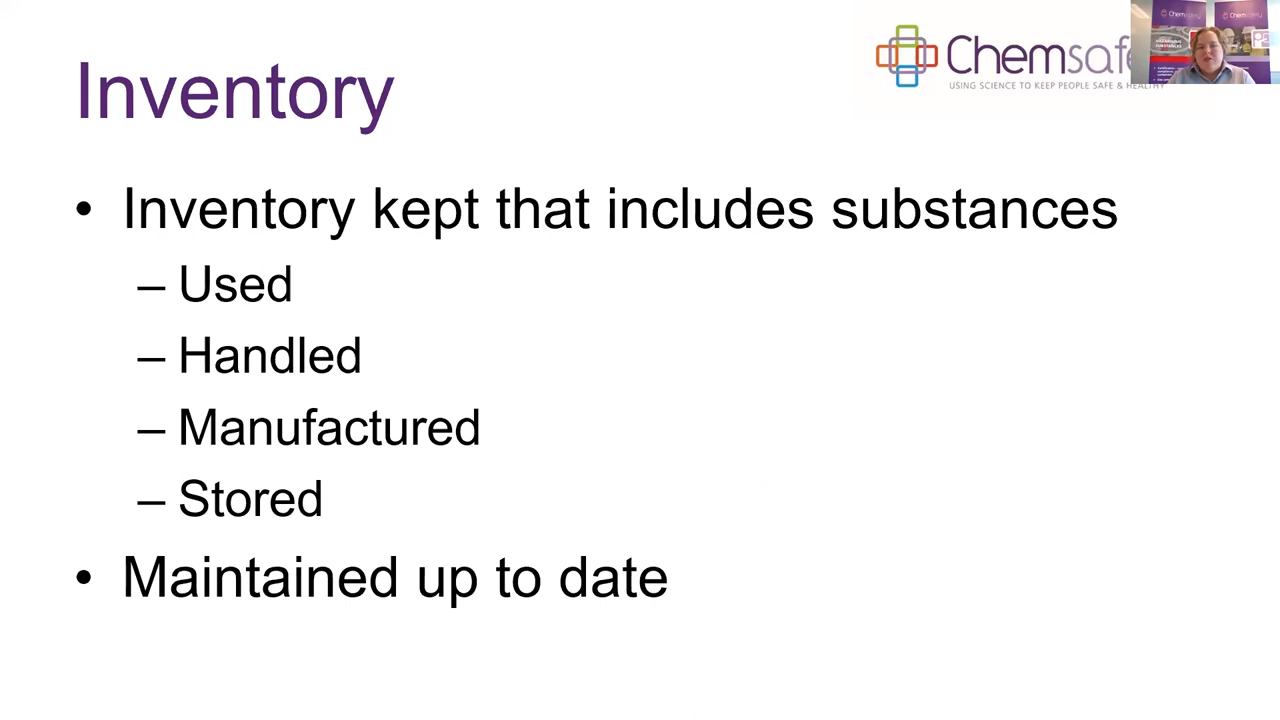 Inventory
Chemsafe
USING SCIENCE TO KEEP PEOPLE SAFE & HEALTHY
• Inventory kept that includes substances
– Used
– Handled
– Manufactured
– Stored
• Maintained up to date